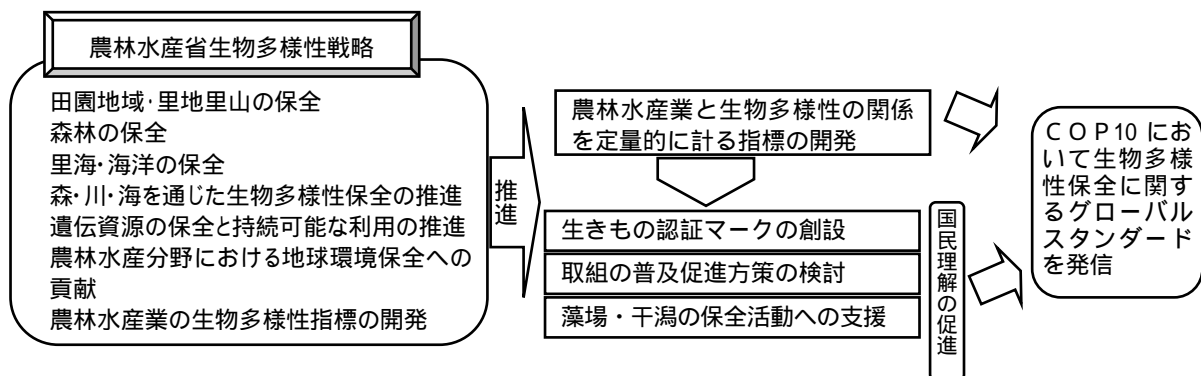 農林水産省生物多様性戦略
田園地域・里地里山の保全
森林の保全
里海・海洋の保全
森・川・海を通じた生物多様性保全の推進
遺伝資源の保全と持続可能な利用の推進
農林水産分野における地球環境保全への
貢献
農林水産業の生物多様性指標の開発
推進
農林水産業と生物多様性の関係
を定量的に計る指標の開発
生きもの認証マークの創設
取組の普及促進方策の検討
藻場・干潟の保全活動への支援
国民理解の促進
ＣＯＰ10にお
いて生物多様
性保全に関す
るグローバル
スタンダード
を発信